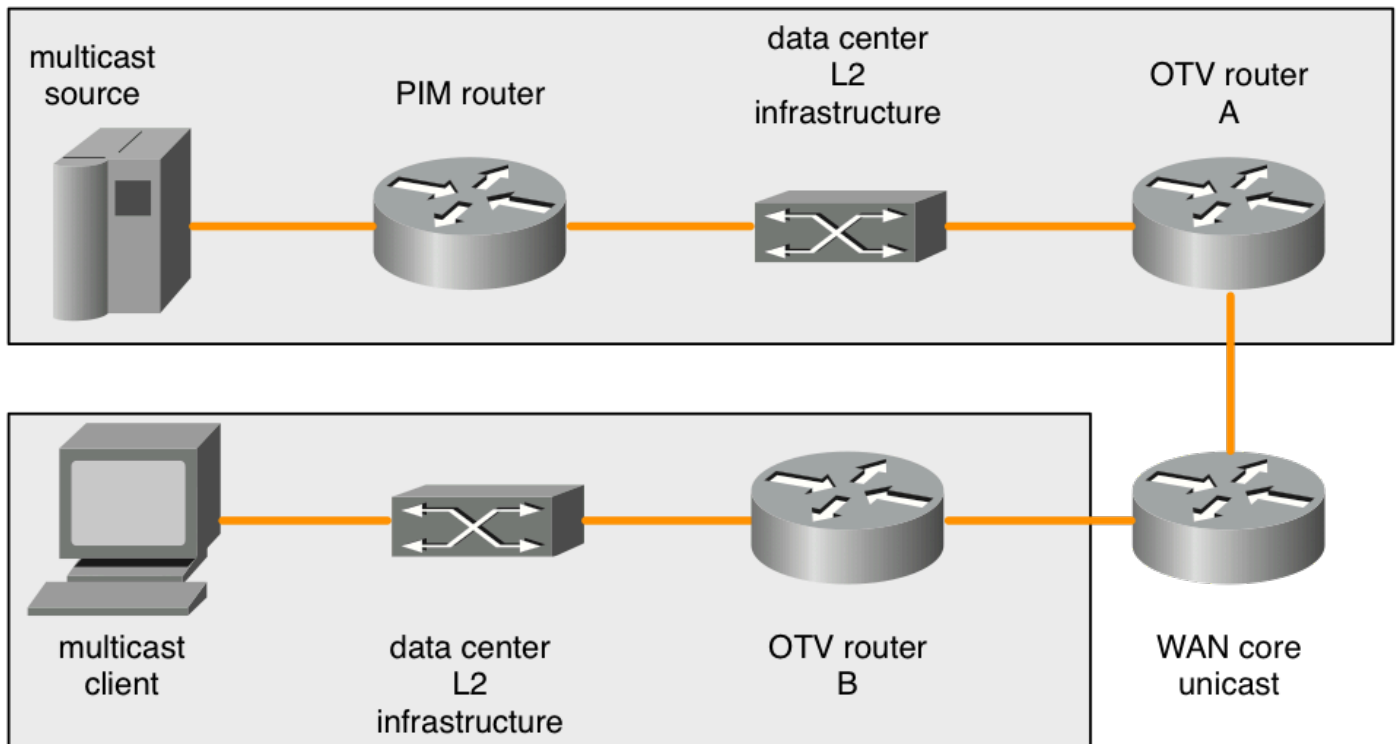 multicast
source
PIM router
data center
L2
infrastructure
OTV router
A
multicast
client
data center
L2
infrastructure
OTV router
B
WAN core
unicast